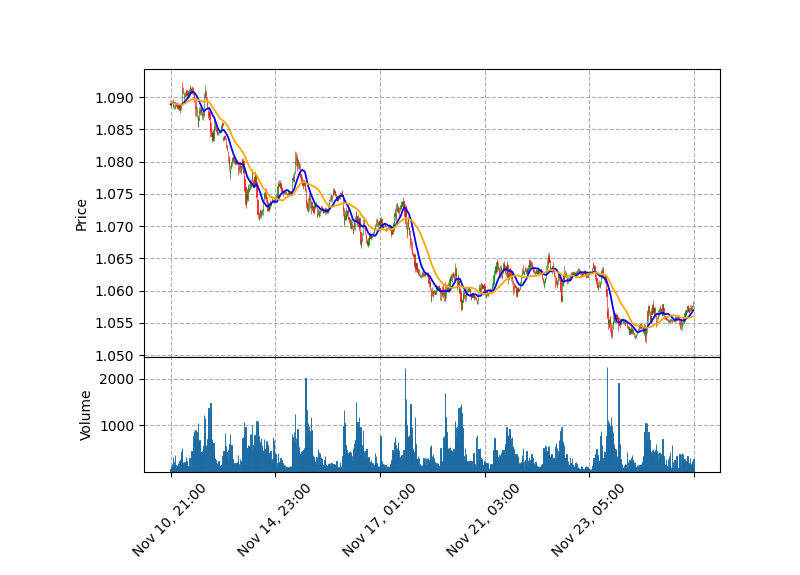 1.090
1.085
1.080
1.075
1.070
1.065
1.060
1.055
1.050
Price
2000
1000
Volume
Nov 10, 21:00
Nov 14, 23:00
Nov 17, 01:00
Nov 21, 03:00
Nov 23, 05:00